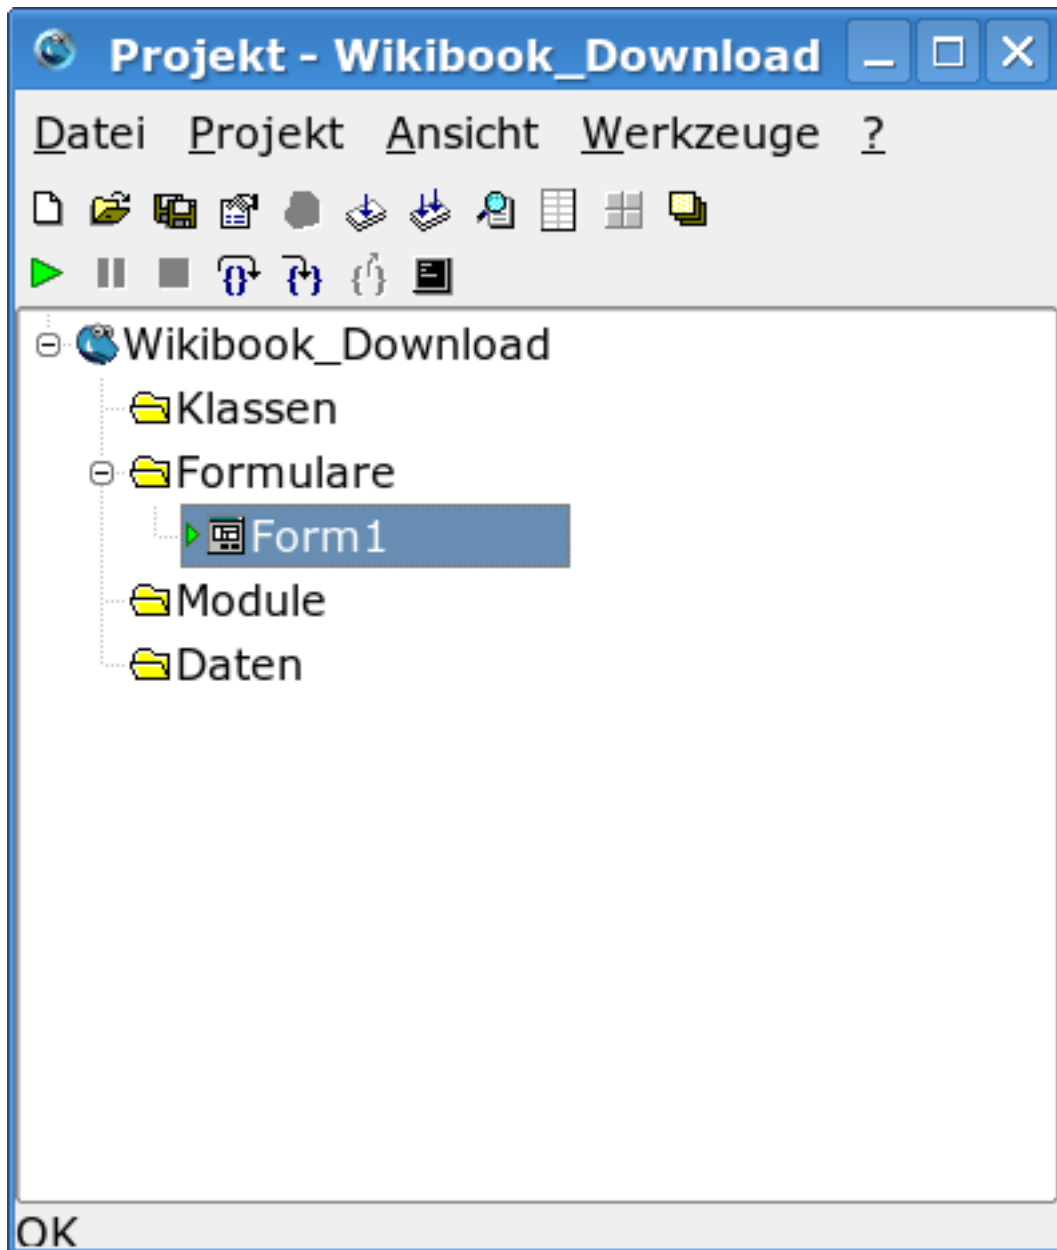 Projekt - Wikibook_Download
Datei Projekt Ansicht Werkzeuge ?
Wikibook_Download
Klassen
Formulare
Form1
Module
Daten
OK